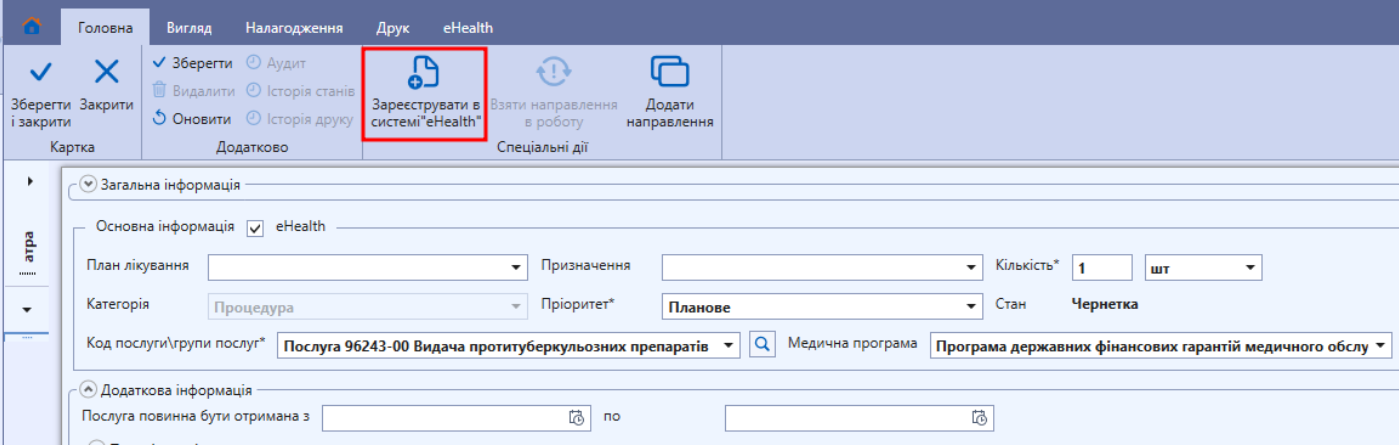 Головна Вигляд Налагодження Друк eHealth
Зберегти і закрити
Закрити
Зберегти
Видалити
Оновити
Аудит
Історія станів
Історія друку
Зареєструвати в системі"eHealth"
Взяти направлення в роботу
Додати направлення
Картка Додатково Спеціальні дії
атра
Загальна інформація
Основна інформація eHealth
План лікування Призначення Кількість* 1 шт
Категорія Процедура Пріоритет* Планове Стан Чернетка
Код послуги\групи послуг* Послуга 96243-00 Видача протитуберкульозних препаратів Медична програма Програма державних фінансових гарантій медичного обслу
Додаткова інформація
Послуга повинна бути отримана з по